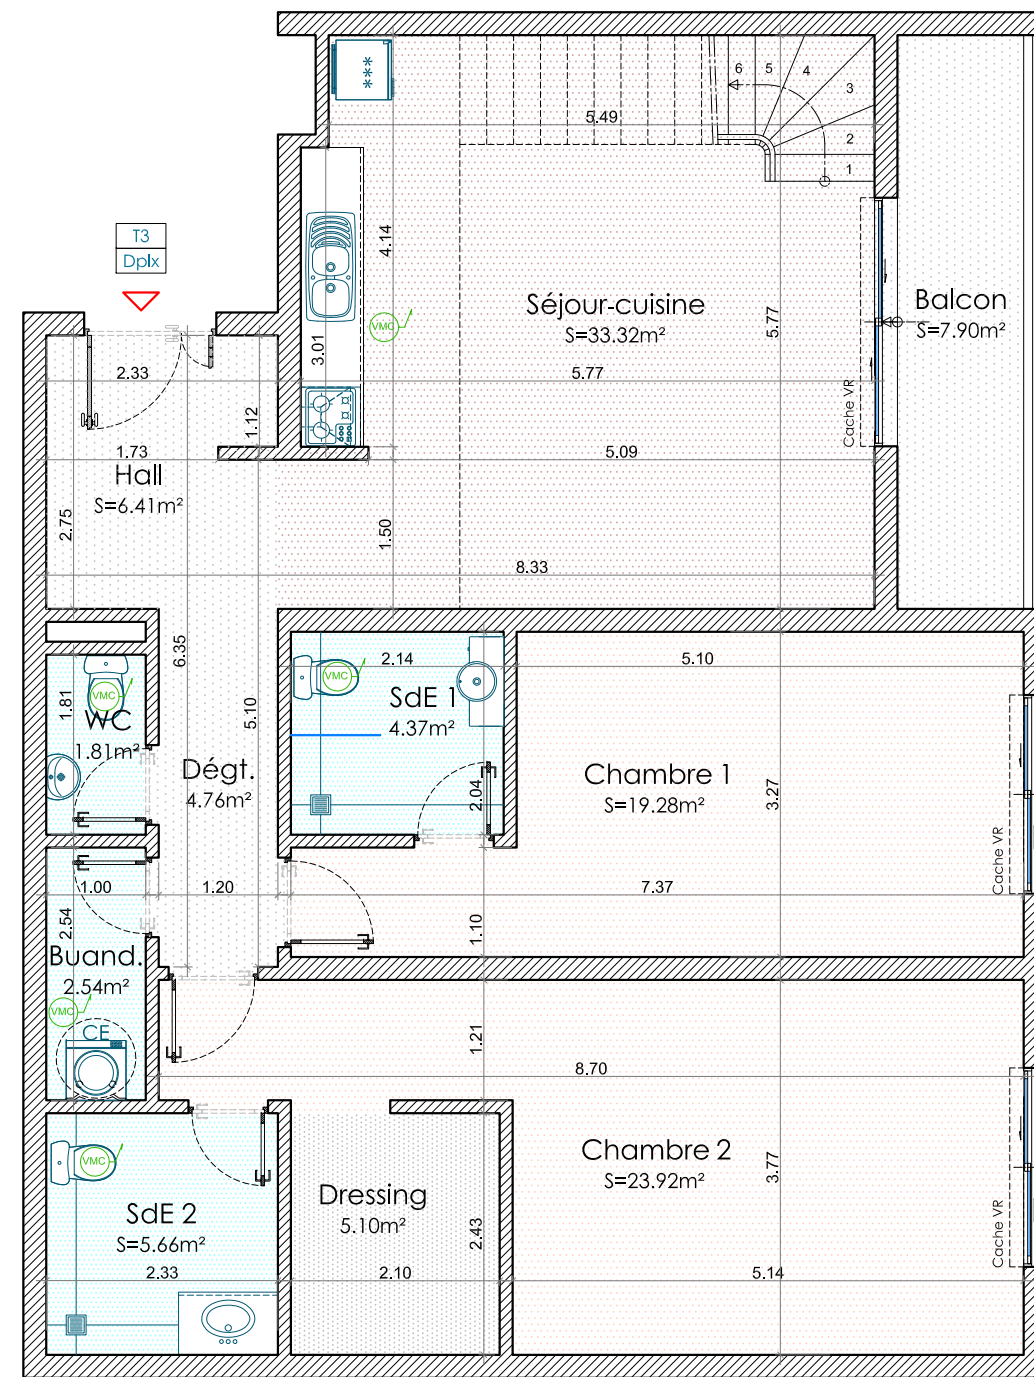 ***
6
5
4
3
2
1
5.49
T3
Dplx
4.14
Séjour-cuisine
S=33.32m²
Balcon
S=7.90m²
VMC
5.77
3.01
2.33
5.77
Cache VR
1.12
1.73
5.09
Hall
S=6.41m²
2.75
1.50
8.33
6.35
2.14
5.10
VMC
VMC
1.81
WC
1.81m²
5.10
SdE 1
4.37m²
Dégt.
4.76m²
Chambre 1
S=19.28m²
3.27
2.04
Cache VR
1.00
1.20
7.37
2.54
1.10
Buand.
2.54m²
VMC
CE
1.21
8.70
VMC
Chambre 2
S=23.92m²
3.77
Dressing
5.10m²
SdE 2
S=5.66m²
2.43
Cache VR
2.33
2.10
5.14